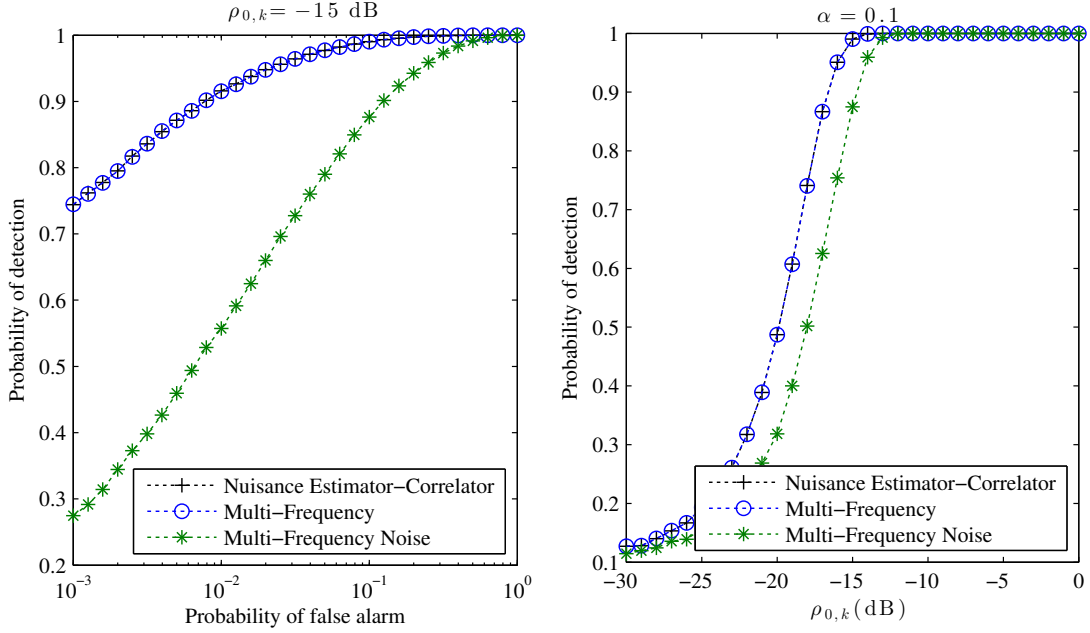 ρ0,k = −15 dB
1
0.9
0.8
0.7
0.6
0.5
0.4
0.3
0.2
Probability of detection
10−3
10−2
10−1
100
Probability of false alarm
Nuisance Estimator−Correlator
Multi−Frequency
Multi−Frequency Noise
α = 0.1
1
0.9
0.8
0.7
0.6
0.5
0.4
0.3
0.2
0.1
Probability of detection
−30
−25
−20
−15
−10
−5
0
ρ0,k(dB)
Nuisance Estimator−Correlator
Multi−Frequency
Multi−Frequency Noise